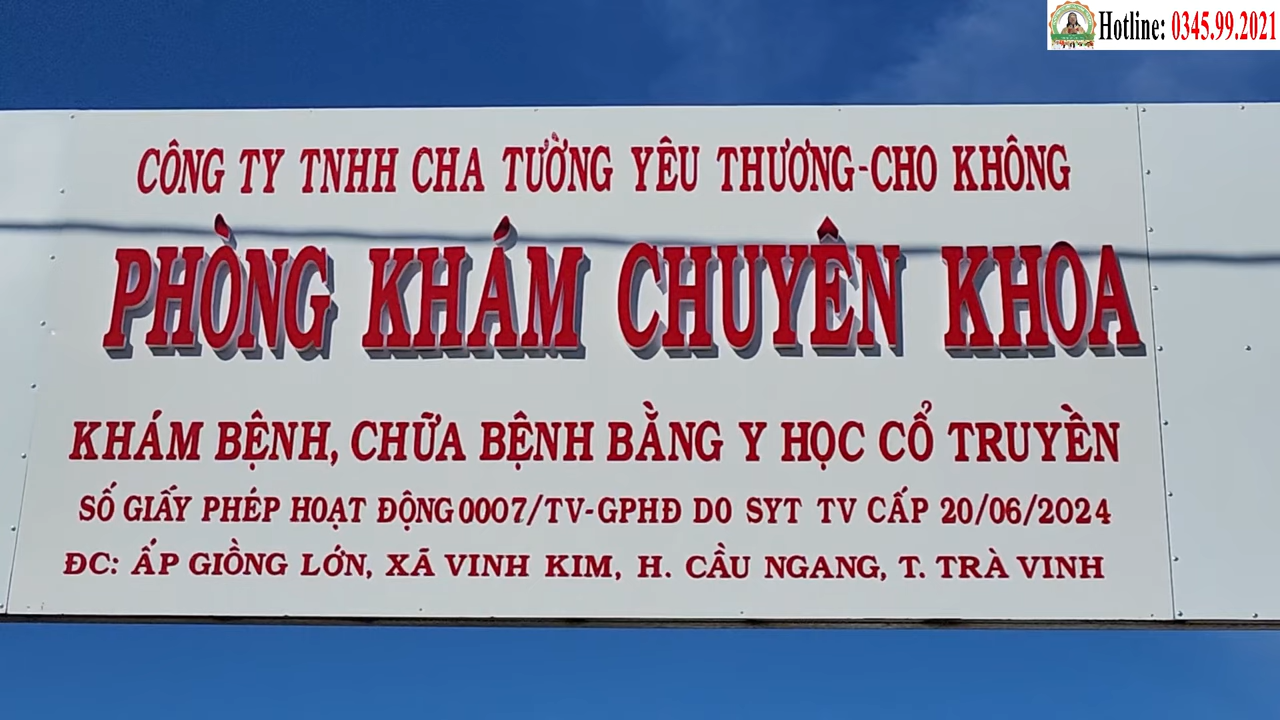 Hotline: 0345.99.2021
CÔNG TY TNHH CHA TƯỜNG YÊU THƯƠNG-CHO KHÔNG
PHÒNG KHÁM CHUYÊN KHOA
KHÁM BỆNH, CHỮA BỆNH BẰNG Y HỌC CỔ TRUYỀN
SỐ GIẤY PHÉP HOẠT ĐỘNG 0007/TV-GPHĐ DO SYT TV CẤP 20/06/2024
ĐC: ẤP GIỒNG LỚN, XÃ VINH KIM, H. CẦU NGANG, T. TRÀ VINH